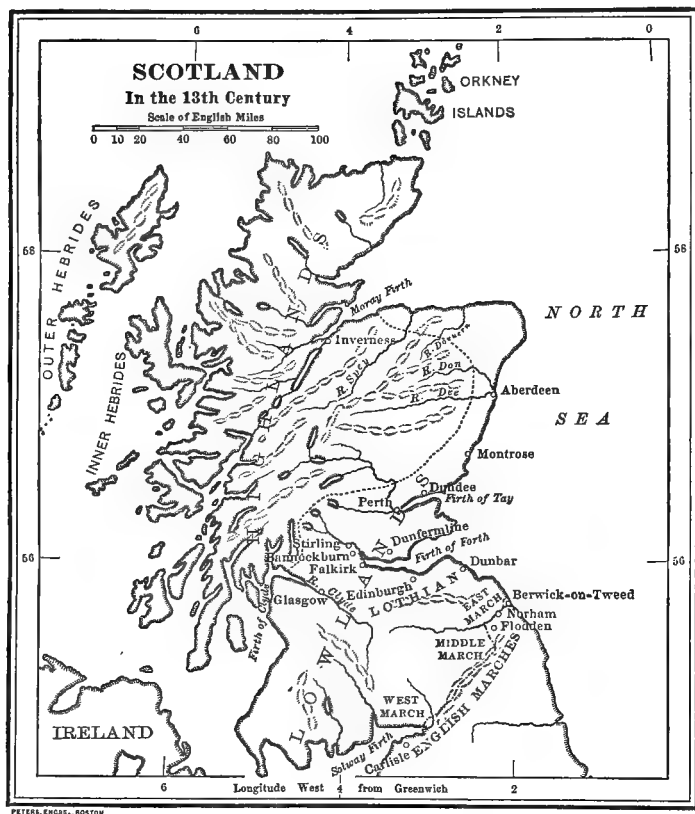 6 4 2 0
SCOTLAND
In the 13th Century
Scale of English Miles
0 10 20 40 60 80 100
ORKNEY
ISLANDS
58 58
OUTER HEBRIDES
INNER HEBRIDES
HIGHLANDS
Moray Firth
NORTH
SEA
Inverness
R. Spey
R. Deveron
R. Don
R. Dee
Aberdeen
Montrose
Dundee
Firth of Tay
Perth
LOWLANDS
Dunfermline
Stirling
Bannockburn
Falkirk
Firth of Forth
56 56
Dunbar
Edinburgh
LOTHIAN
R. Clyde
Glasgow
Firth of Clyde
EAST
MARCH
Berwick-on-Tweed
Norham
Flodden
MIDDLE
MARCH
WEST
MARCH
ENGLISH MARCHES
Solway Firth
Carlisle
IRELAND
6 Longitude West 4 from Greenwich 2
PETERS, ENGRS., BOSTON